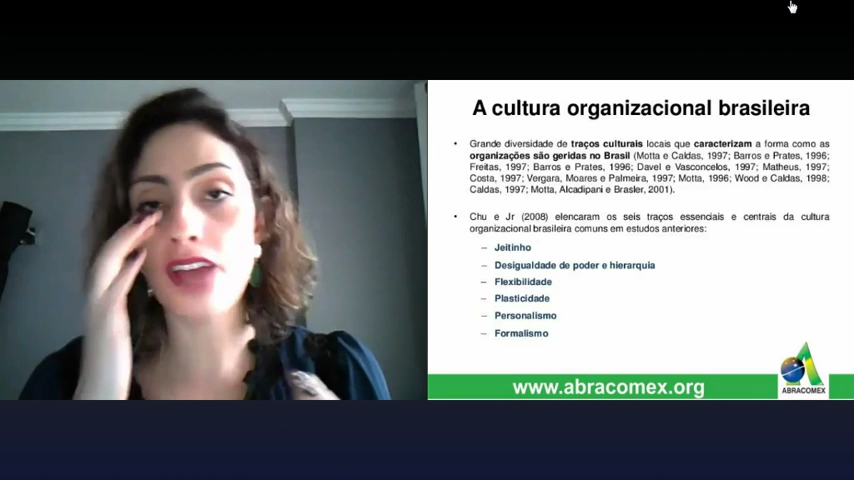 A cultura organizacional brasileira
• Grande diversidade de traços culturais locais que caracterizam a forma como as
organizações são geridas no Brasil (Motta e Caldas, 1997; Barros e Prates, 1996;
Freitas, 1997; Barros e Prates, 1996; Davel e Vasconcelos, 1997; Matheus, 1997;
Costa, 1997; Vergara, Moares e Palmeira, 1997; Motta, 1996; Wood e Caldas, 1998;
Caldas, 1997; Motta, Alcadipani e Brasler, 2001).
• Chu e Jr (2008) elencaram os seis traços essenciais e centrais da cultura
organizacional brasileira comuns em estudos anteriores:
– Jeitinho
– Desigualdade de poder e hierarquia
– Flexibilidade
– Plasticidade
– Personalismo
– Formalismo
www.abracomex.org
ABRACOMEX